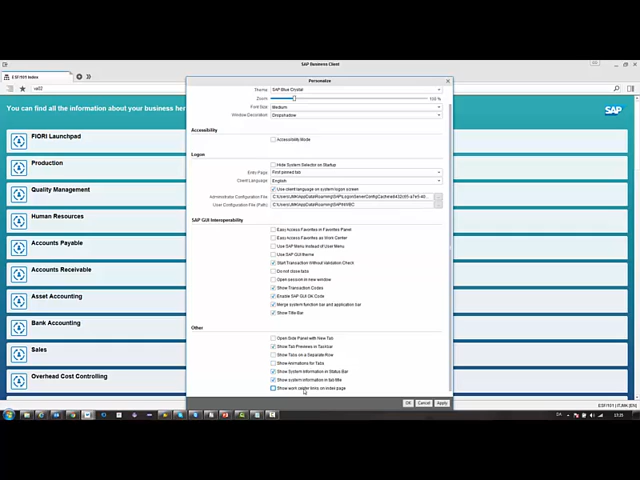 SAP Business Client
ES1101 Index
su02
You can find all the information about your business her
SAP
FIORI Launchpad
Production
Quality Management
Human Resources
Accounts Payable
Accounts Receivable
Asset Accounting
Bank Accounting
Sales
Overhead Cost Controlling
Personalize
Theme: SAP Blue Crystal
Zoom: 100 %
Font Size: Medium
Window Decoration: Dropshadow
Accessibility
Accessibility Mode
Logon
Hide System Selector on Startup
Entry Page: First pinned tab
Client Language: English
Use client language on system logon screen
Administrator Configuration File:
User Configuration File (Path):
SAP GUI Interoperability
Easy Access Favorites in Favorites Panel
Easy Access Favorites as Work Center
Use SAP Menu Instead of User Menu
Use SAP GUI theme
Start Transaction Without Validation Check
Do not close tabs
Open session in new window
Show Transaction Codes
Enable SAP GUI OK Code
Merge system function bar and application bar
Show Title Bar
Other
Open Side Panel with New Tab
Show Tab Previews in Taskbar
Show Tabs on a Separate Row
Show Animations for Tabs
Show System Information in Status Bar
Show system information in tab title
Show work center links on index page
OK Cancel Apply
DA
17:25